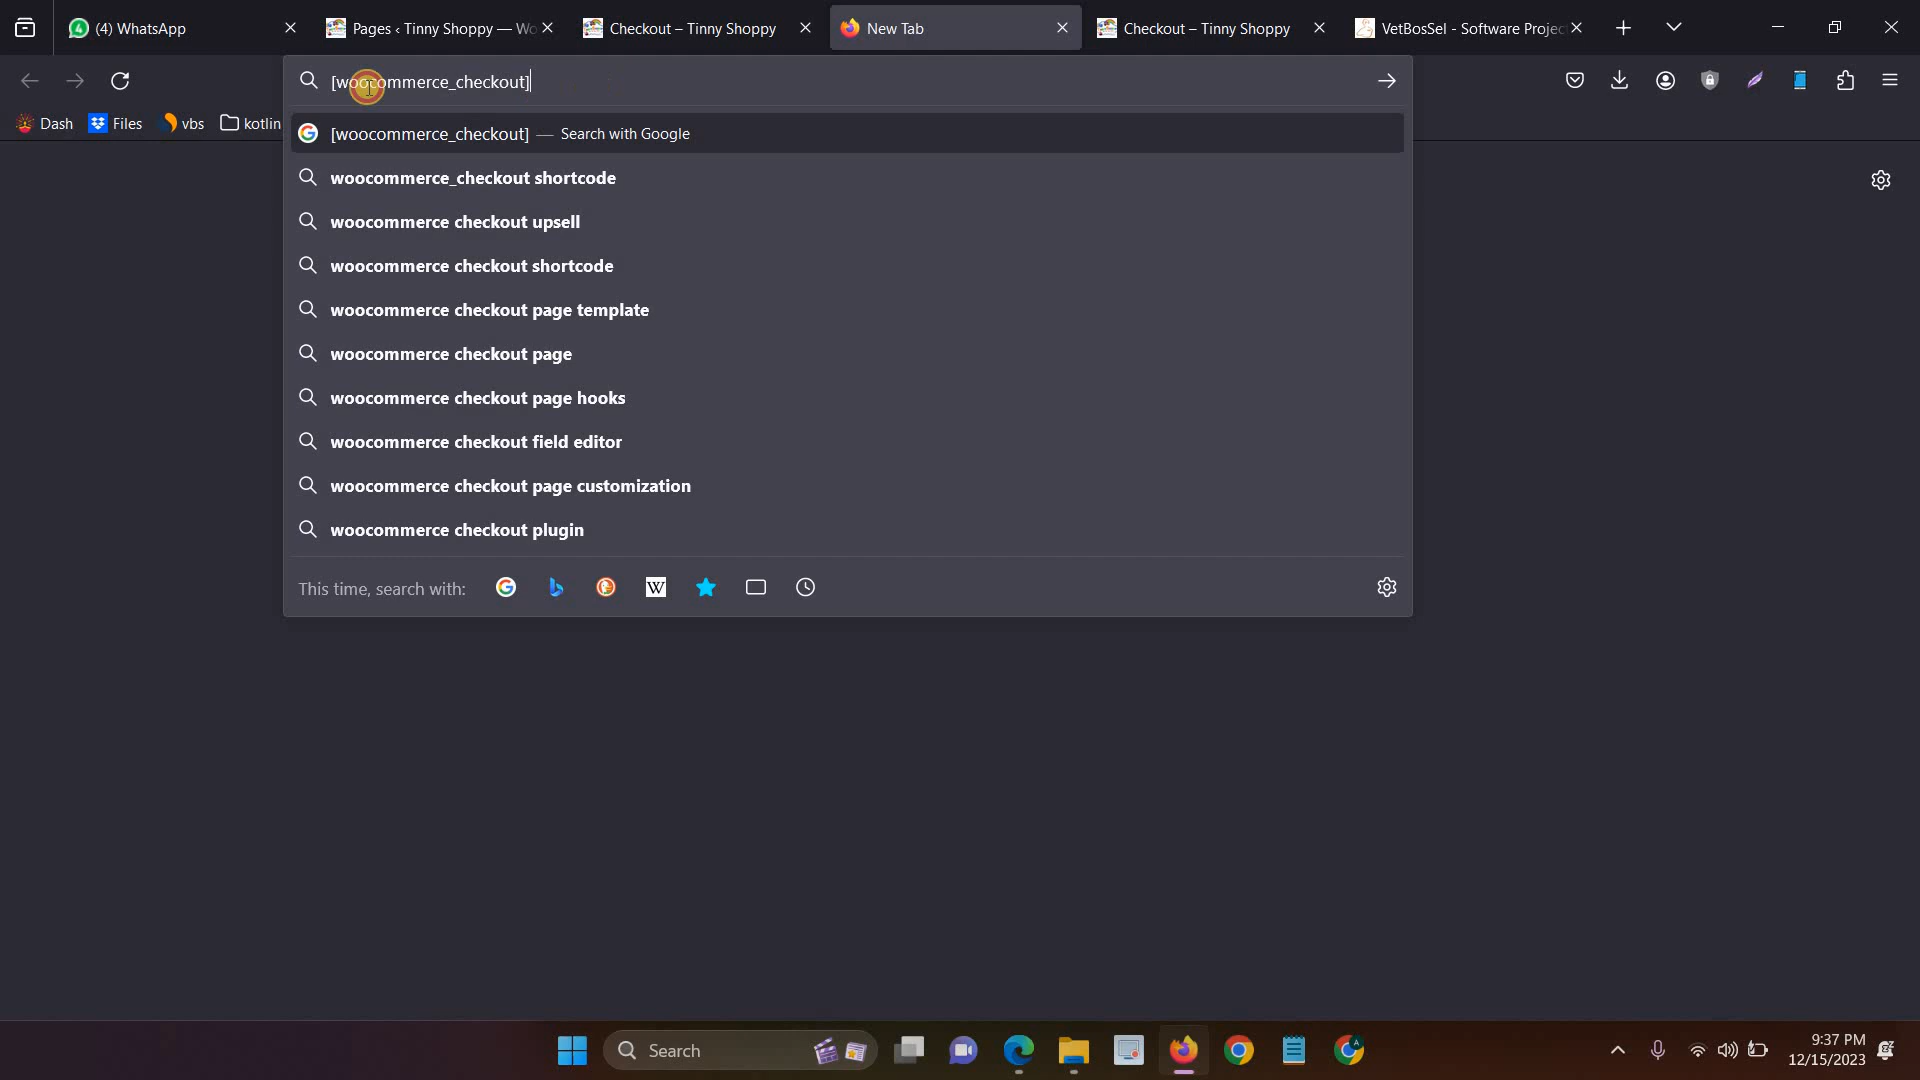 (4) WhatsApp
Pages ‹ Tinny Shoppy — Wo
Checkout – Tinny Shoppy
New Tab
Checkout – Tinny Shoppy
VetBosSel - Software Projec
[woocommerce_checkout]
Dash
Files
vbs
kotlin
[woocommerce_checkout] — Search with Google
woocommerce_checkout shortcode
woocommerce checkout upsell
woocommerce checkout shortcode
woocommerce checkout page template
woocommerce checkout page
woocommerce checkout page hooks
woocommerce checkout field editor
woocommerce checkout page customization
woocommerce checkout plugin
This time, search with:
Search
9:37 PM
12/15/2023